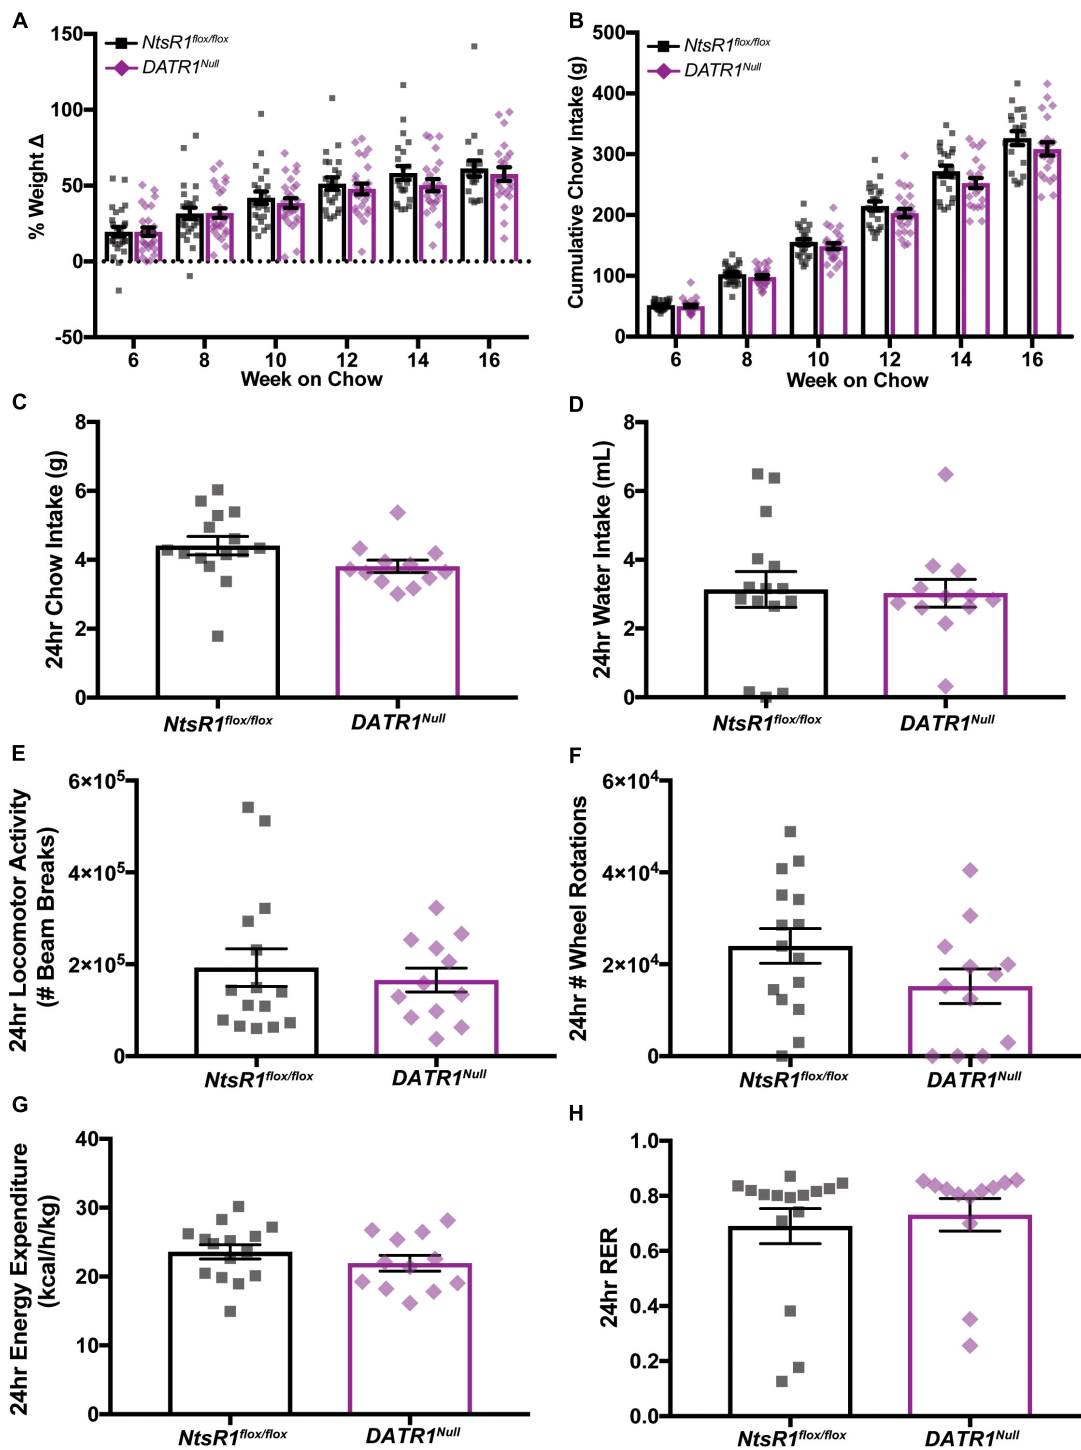 A
% Weight Δ
150
100
50
0
-50
NtsR1flox/flox
DATR1Null
6 8 10 12 14 16
Week on Chow
B
Cumulative Chow Intake (g)
500
400
300
200
100
0
NtsR1flox/flox
DATR1Null
6 8 10 12 14 16
Week on Chow
C
24hr Chow Intake (g)
8
6
4
2
0
NtsR1flox/flox DATR1Null
D
24hr Water Intake (mL)
8
6
4
2
0
NtsR1flox/flox DATR1Null
E
24hr Locomotor Activity
(# Beam Breaks)
6×10⁵
4×10⁵
2×10⁵
0
NtsR1flox/flox DATR1Null
F
24hr # Wheel Rotations
6×10⁴
4×10⁴
2×10⁴
0
NtsR1flox/flox DATR1Null
G
24hr Energy Expenditure
(kcal/h/kg)
40
30
20
10
0
NtsR1flox/flox DATR1Null
H
24hr RER
1.0
0.8
0.6
0.4
0.2
0.0
NtsR1flox/flox DATR1Null